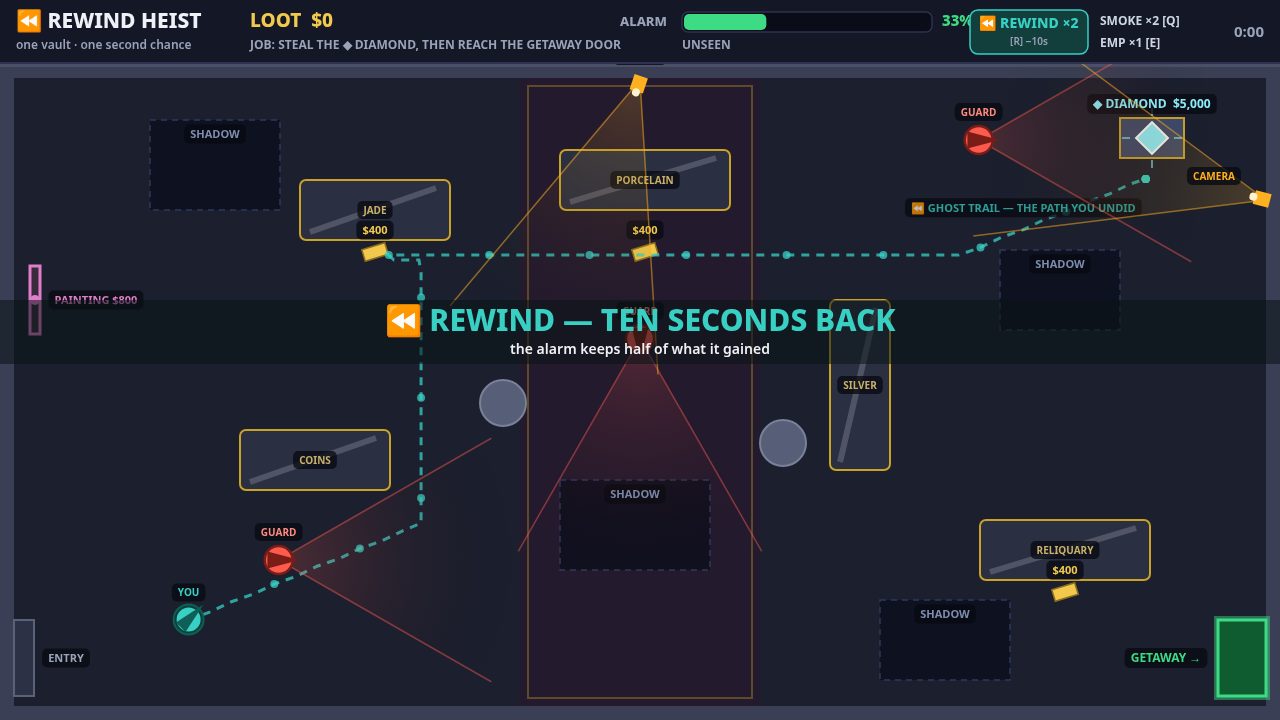 ⏪ REWIND HEIST
one vault · one second chance
LOOT $0
JOB: STEAL THE ◆ DIAMOND, THEN REACH THE GETAWAY DOOR
ALARM
33%
UNSEEN
⏪ REWIND ×2
[R] −10s
SMOKE ×2 [Q]
EMP ×1 [E]
0:00
SHADOW
JADE
$400
PORCELAIN
$400
GUARD
◆ DIAMOND $5,000
CAMERA
⏪ GHOST TRAIL — THE PATH YOU UNDID
SHADOW
PAINTING $800
GUARD
⏪ REWIND — TEN SECONDS BACK
the alarm keeps half of what it gained
SILVER
COINS
SHADOW
GUARD
RELIQUARY
$400
YOU
SHADOW
ENTRY
GETAWAY →